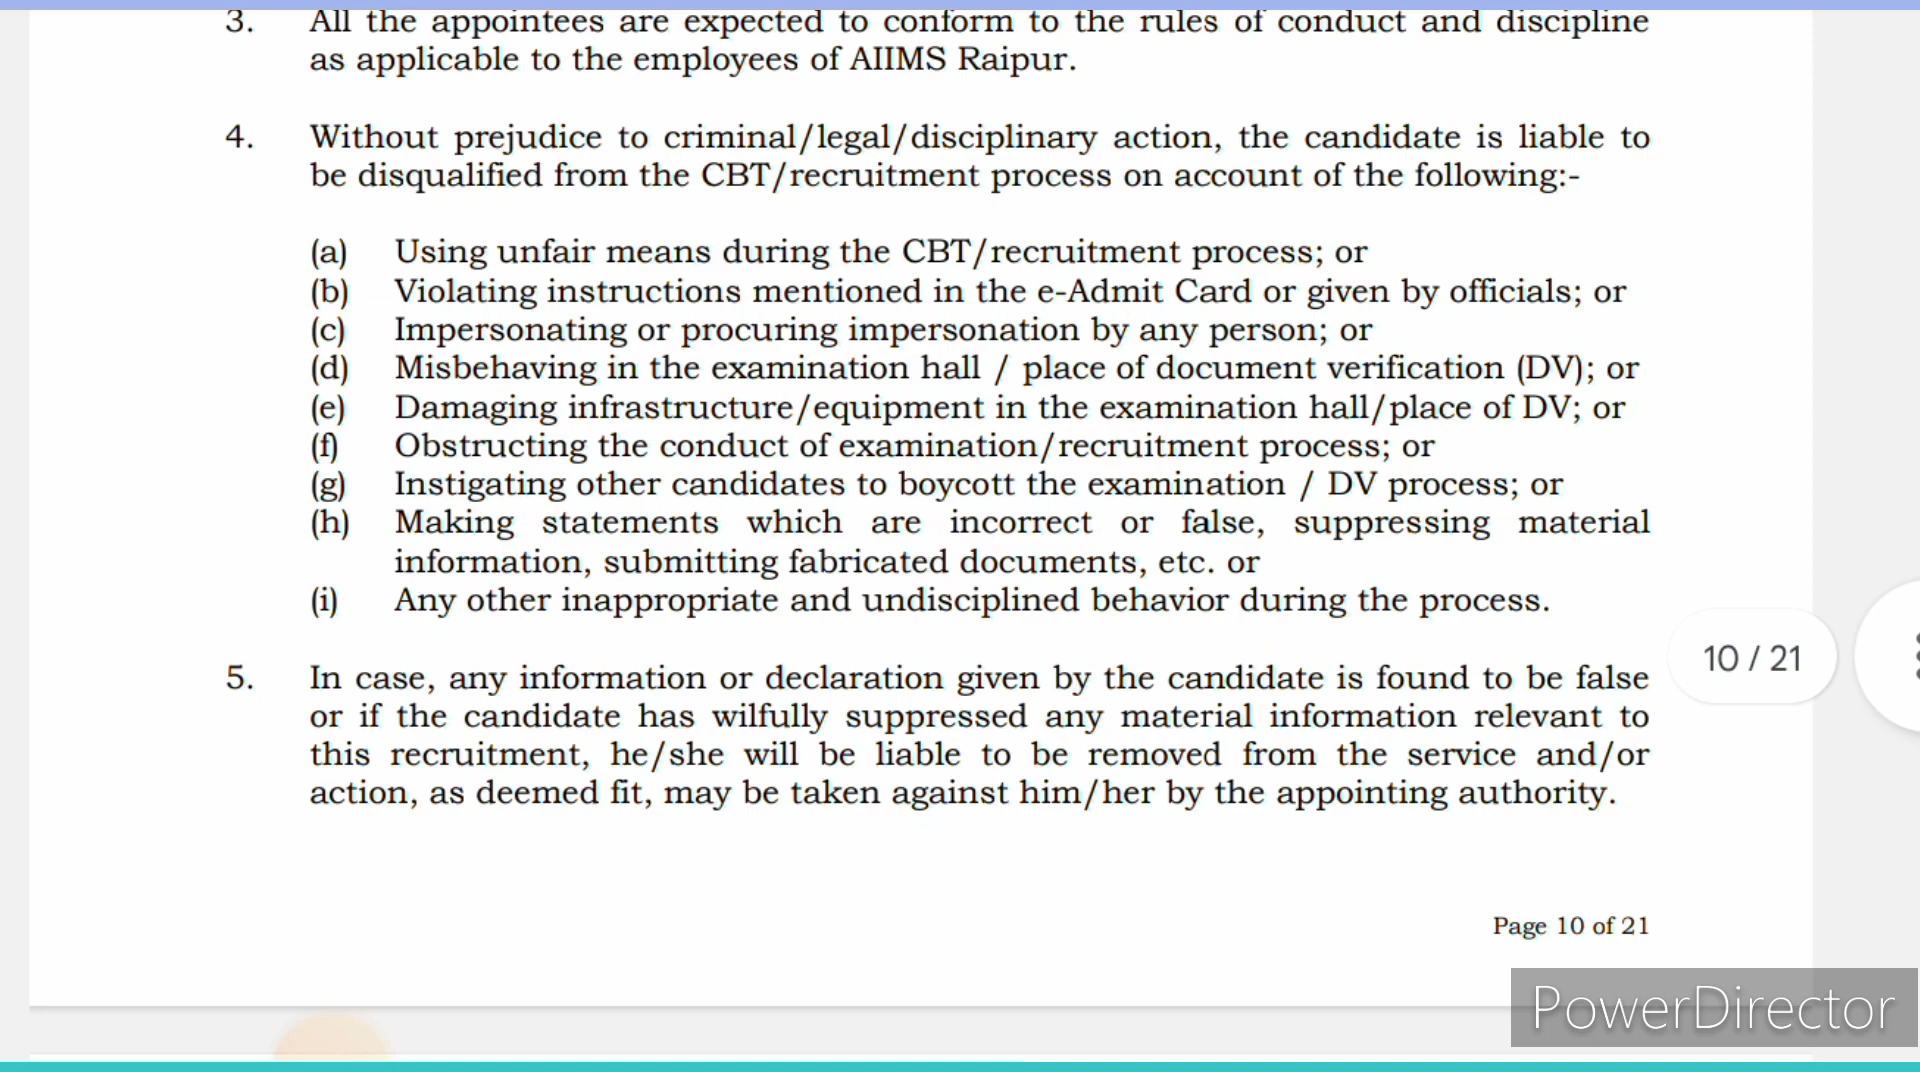 3. All the appointees are expected to conform to the rules of conduct and discipline
as applicable to the employees of AIIMS Raipur.
4. Without prejudice to criminal/legal/disciplinary action, the candidate is liable to
be disqualified from the CBT/recruitment process on account of the following:-
(a) Using unfair means during the CBT/recruitment process; or
(b) Violating instructions mentioned in the e-Admit Card or given by officials; or
(c) Impersonating or procuring impersonation by any person; or
(d) Misbehaving in the examination hall / place of document verification (DV); or
(e) Damaging infrastructure/equipment in the examination hall/place of DV; or
(f) Obstructing the conduct of examination/recruitment process; or
(g) Instigating other candidates to boycott the examination / DV process; or
(h) Making statements which are incorrect or false, suppressing material
information, submitting fabricated documents, etc. or
(i) Any other inappropriate and undisciplined behavior during the process.
10 / 21
5. In case, any information or declaration given by the candidate is found to be false
or if the candidate has wilfully suppressed any material information relevant to
this recruitment, he/she will be liable to be removed from the service and/or
action, as deemed fit, may be taken against him/her by the appointing authority.
Page 10 of 21
PowerDirector